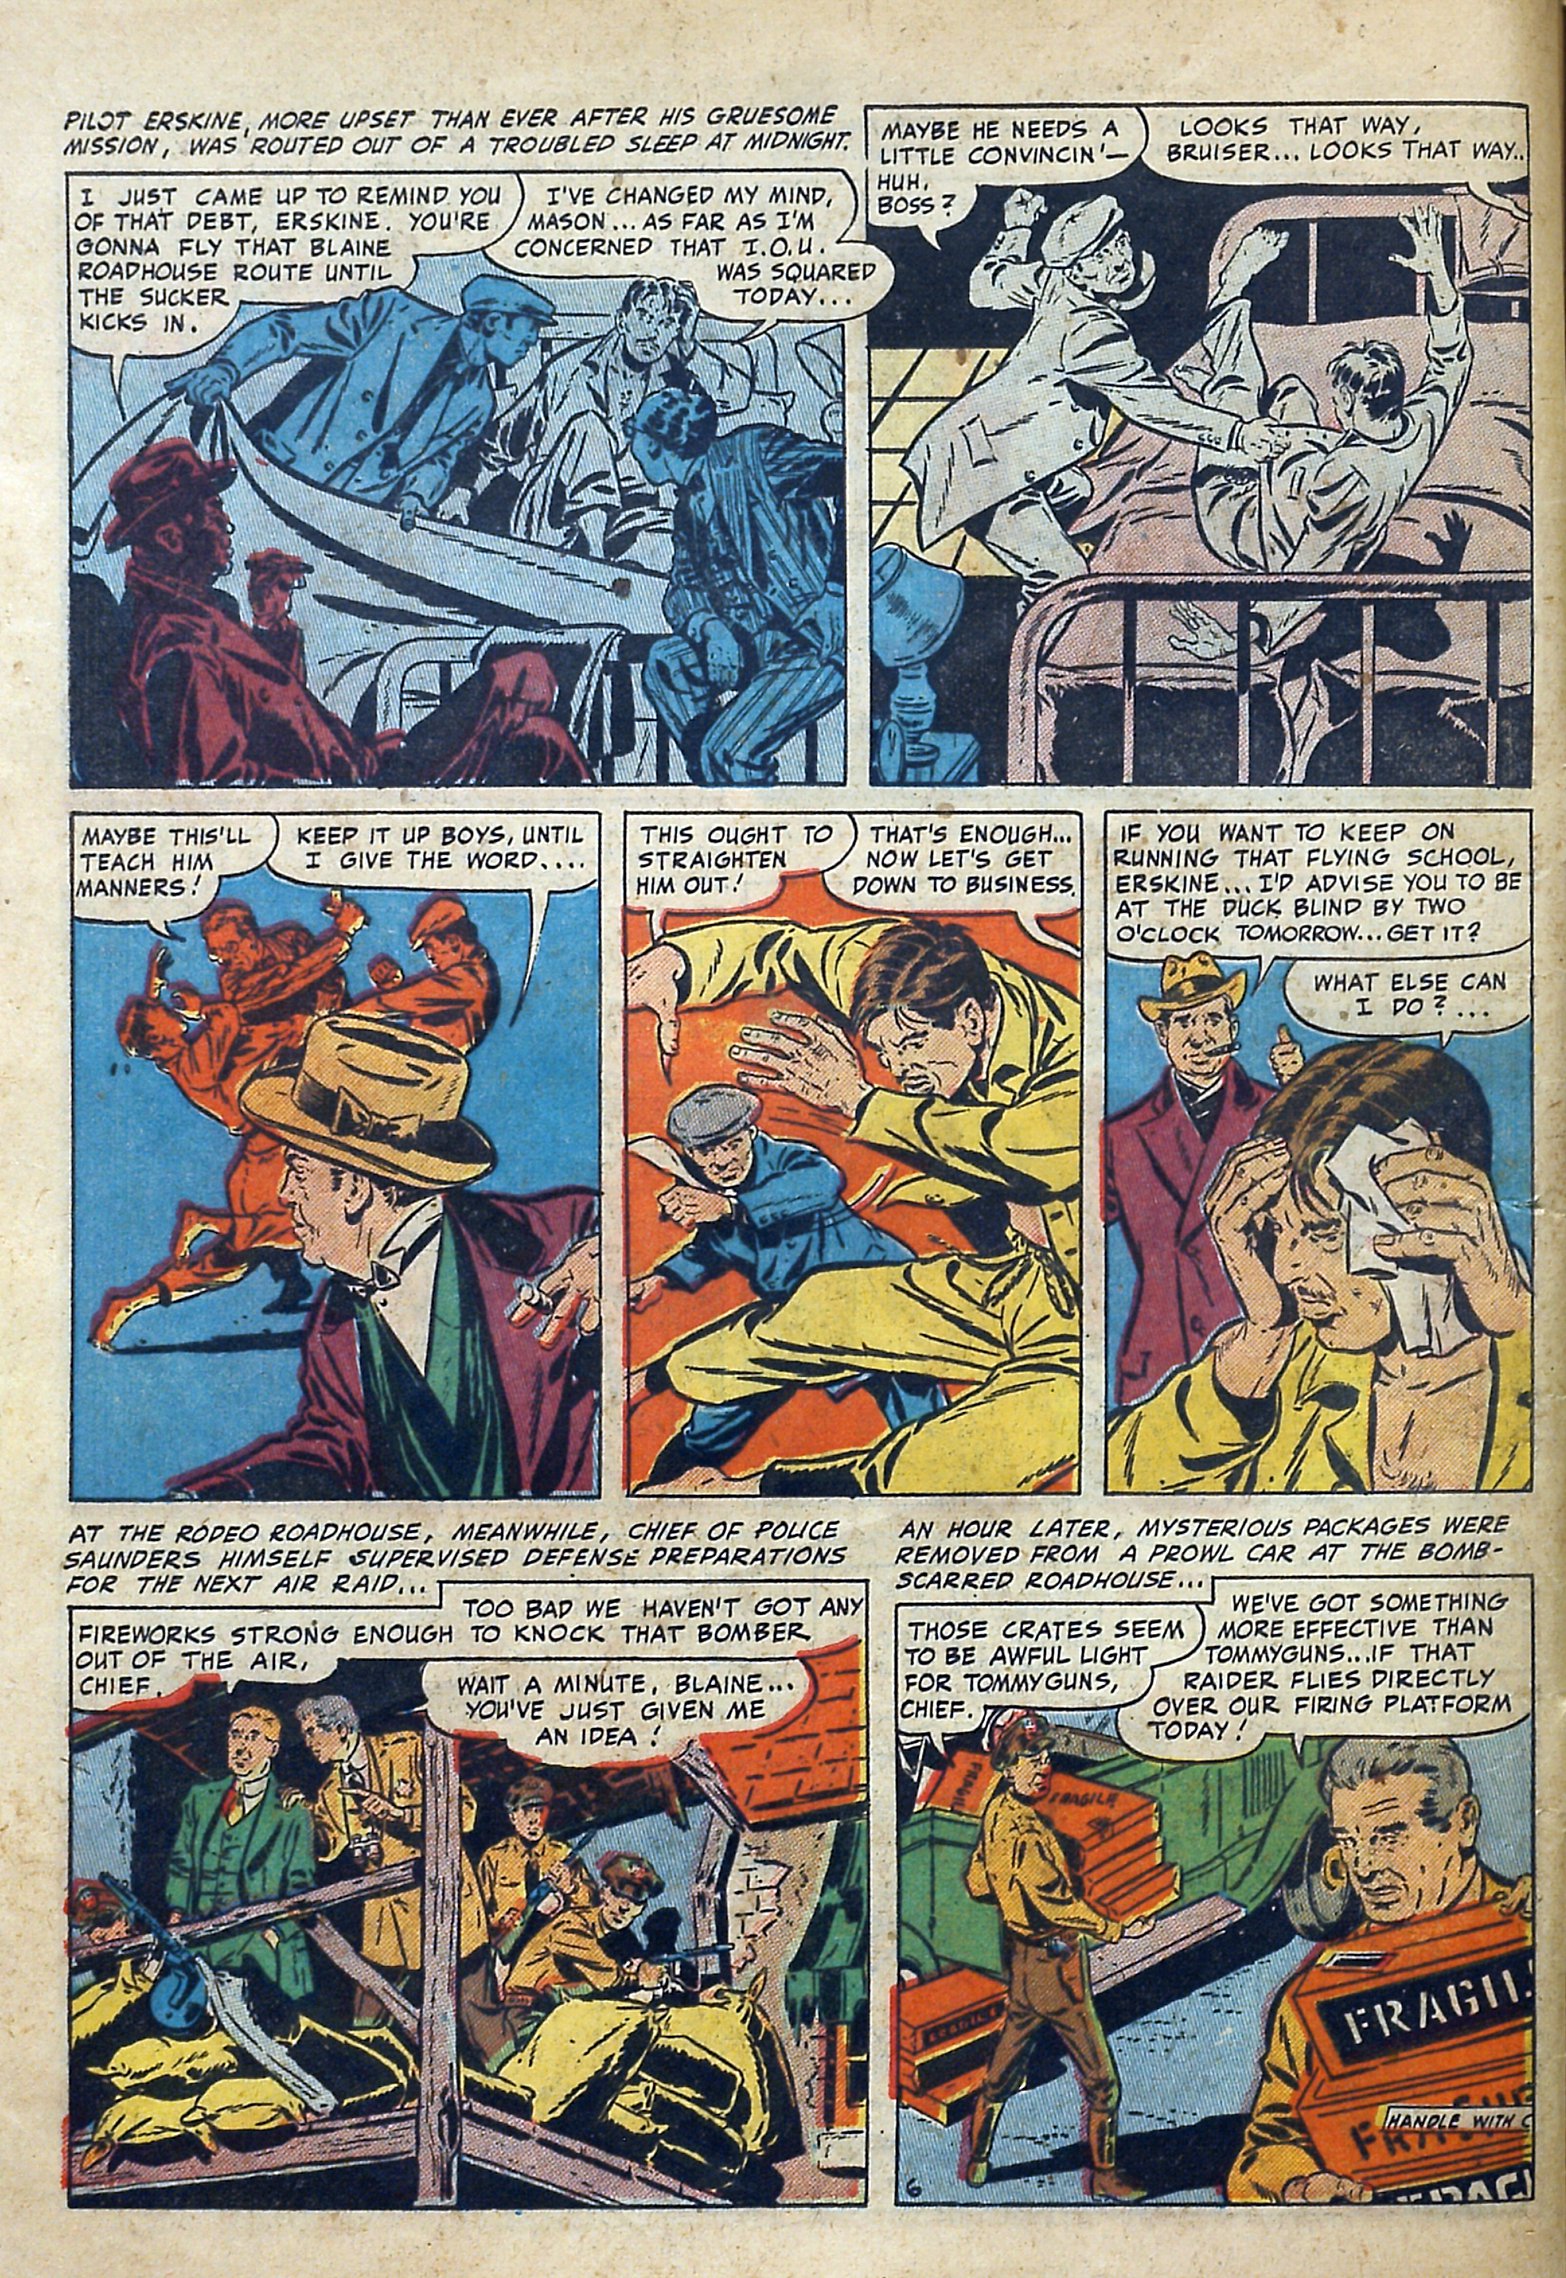 PILOT ERSKINE, MORE UPSET THAN EVER AFTER HIS GRUESOME
MISSION, WAS ROUTED OUT OF A TROUBLED SLEEP AT MIDNIGHT.
I JUST CAME UP TO REMIND YOU
OF THAT DEBT, ERSKINE. YOU'RE
GONNA FLY THAT BLAINE
ROADHOUSE ROUTE UNTIL
THE SUCKER
KICKS IN.
I'VE CHANGED MY MIND,
MASON... AS FAR AS I'M
CONCERNED THAT I.O.U.
WAS SQUARED
TODAY...
MAYBE HE NEEDS A
LITTLE CONVINCIN'—
HUH,
BOSS?
LOOKS THAT WAY,
BRUISER... LOOKS THAT WAY..
MAYBE THIS'LL
TEACH HIM
MANNERS!
KEEP IT UP BOYS, UNTIL
I GIVE THE WORD....
THIS OUGHT TO
STRAIGHTEN
HIM OUT!
THAT'S ENOUGH...
NOW LET'S GET
DOWN TO BUSINESS.
IF YOU WANT TO KEEP ON
RUNNING THAT FLYING SCHOOL,
ERSKINE... I'D ADVISE YOU TO BE
AT THE DUCK BLIND BY TWO
O'CLOCK TOMORROW... GET IT?
WHAT ELSE CAN
I DO?...
AT THE RODEO ROADHOUSE, MEANWHILE, CHIEF OF POLICE
SAUNDERS HIMSELF SUPERVISED DEFENSE PREPARATIONS
FOR THE NEXT AIR RAID...
TOO BAD WE HAVEN'T GOT ANY
FIREWORKS STRONG ENOUGH TO KNOCK THAT BOMBER
OUT OF THE AIR,
CHIEF.
WAIT A MINUTE, BLAINE...
YOU'VE JUST GIVEN ME
AN IDEA!
AN HOUR LATER, MYSTERIOUS PACKAGES WERE
REMOVED FROM A PROWL CAR AT THE BOMB-
SCARRED ROADHOUSE...
THOSE CRATES SEEM
TO BE AWFUL LIGHT
FOR TOMMYGUNS,
CHIEF.
WE'VE GOT SOMETHING
MORE EFFECTIVE THAN
TOMMYGUNS...IF THAT
RAIDER FLIES DIRECTLY
OVER OUR FIRING PLATFORM
TODAY!
FRAGILE
FRAGILE
FRAGILE
FRAGIL
FRAGILE
HANDLE WITH C
FRAG
6